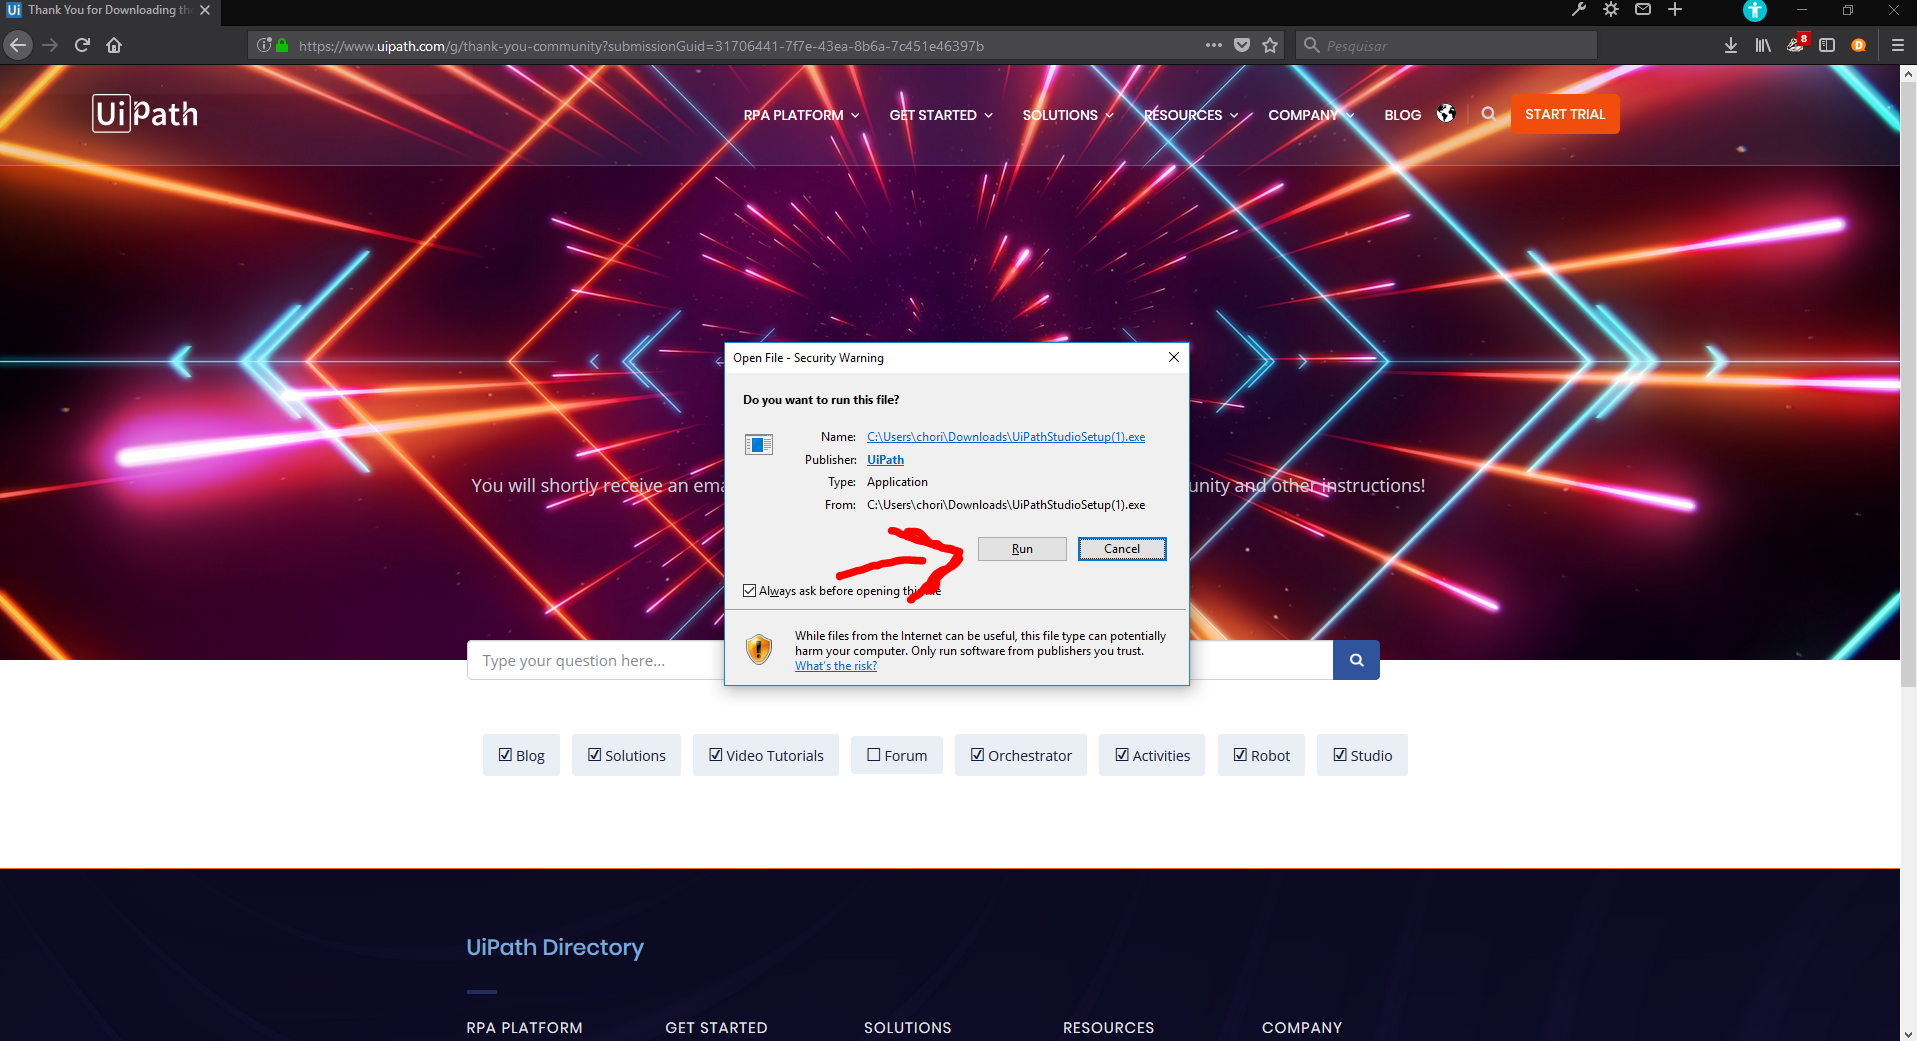 Ui Thank You for Downloading the
https://www.uipath.com/g/thank-you-community?submissionGuid=31706441-7f7e-43ea-8b6a-7c451e46397b
Pesquisar
8
D
UiPath
RPA PLATFORM
GET STARTED
SOLUTIONS
RESOURCES
COMPANY
BLOG
START TRIAL
Open File - Security Warning
Do you want to run this file?
Name: C:\Users\chori\Downloads\UiPathStudioSetup(1).exe
Publisher: UiPath
Type: Application
From: C:\Users\chori\Downloads\UiPathStudioSetup(1).exe
Run
Cancel
Always ask before opening this file
While files from the Internet can be useful, this file type can potentially
harm your computer. Only run software from publishers you trust.
What's the risk?
You will shortly receive an ema
unity and other instructions!
Type your question here...
Blog
Solutions
Video Tutorials
Forum
Orchestrator
Activities
Robot
Studio
UiPath Directory
RPA PLATFORM
GET STARTED
SOLUTIONS
RESOURCES
COMPANY